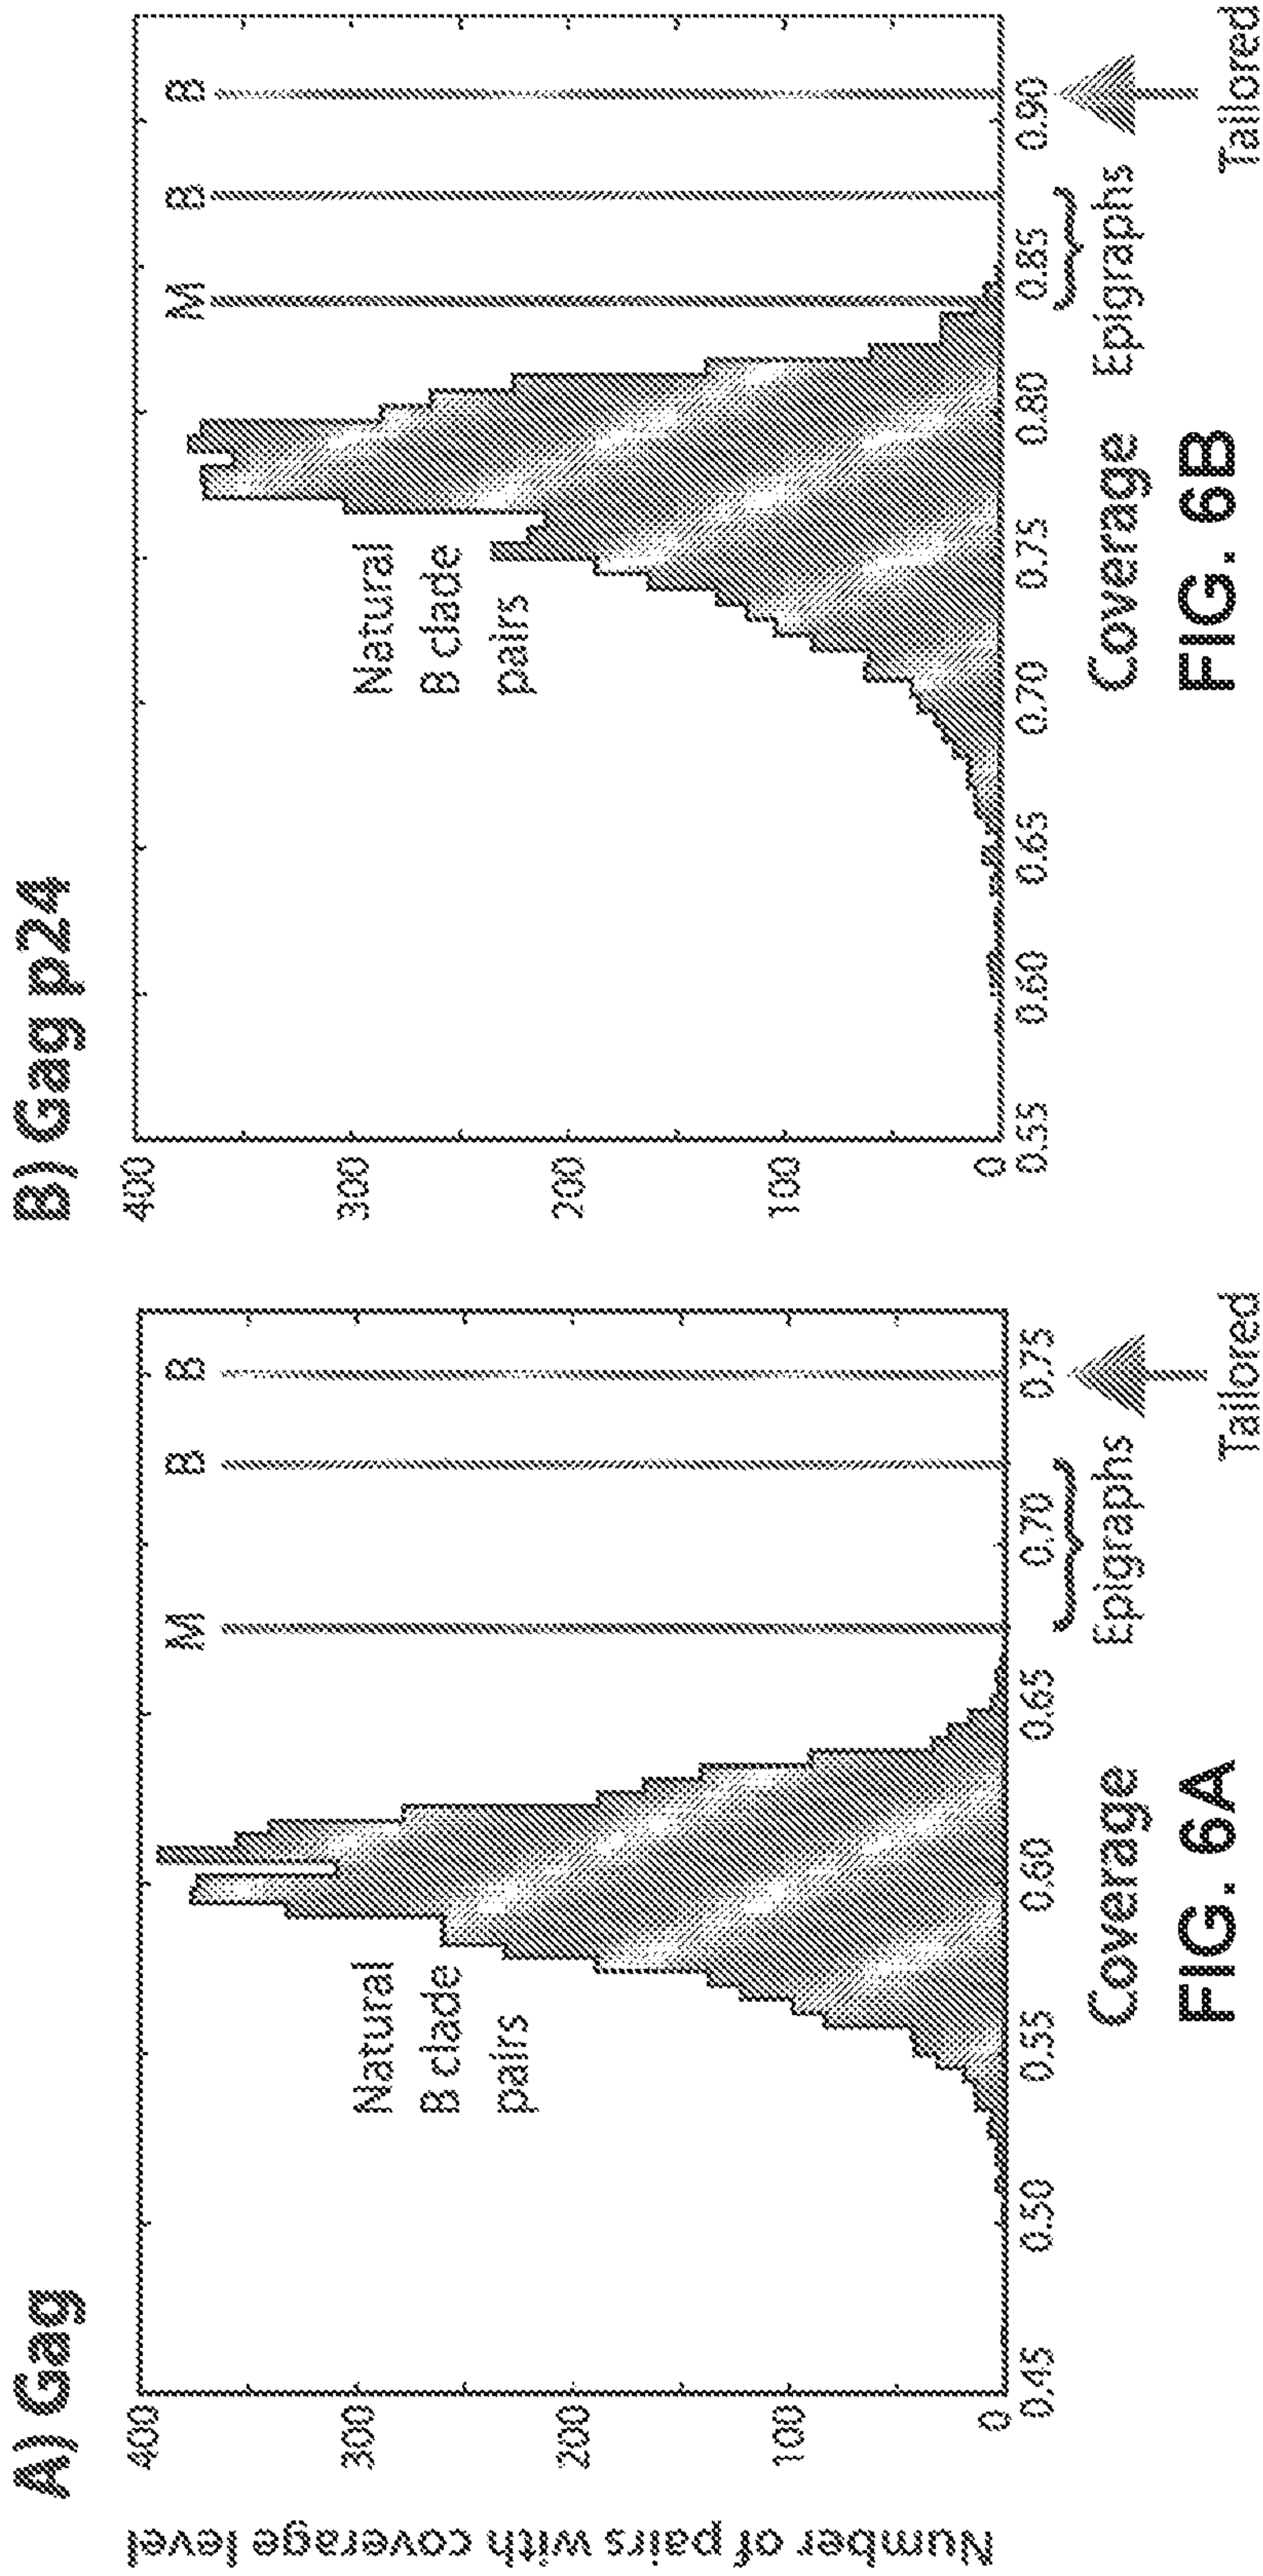 A) Gag
Number of pairs with coverage level
400
300
200
100
0
Natural
B clade
pairs
M
B
B
0.45
0.50
0.55
0.60
0.65
0.70
0.75
Coverage
Epigraphs
Tailored
FIG. 6A
B) Gag p24
400
300
200
100
0
Natural
B clade
pairs
M
B
B
0.55
0.60
0.65
0.70
0.75
0.80
0.85
0.90
Coverage
Epigraphs
Tailored
FIG. 6B